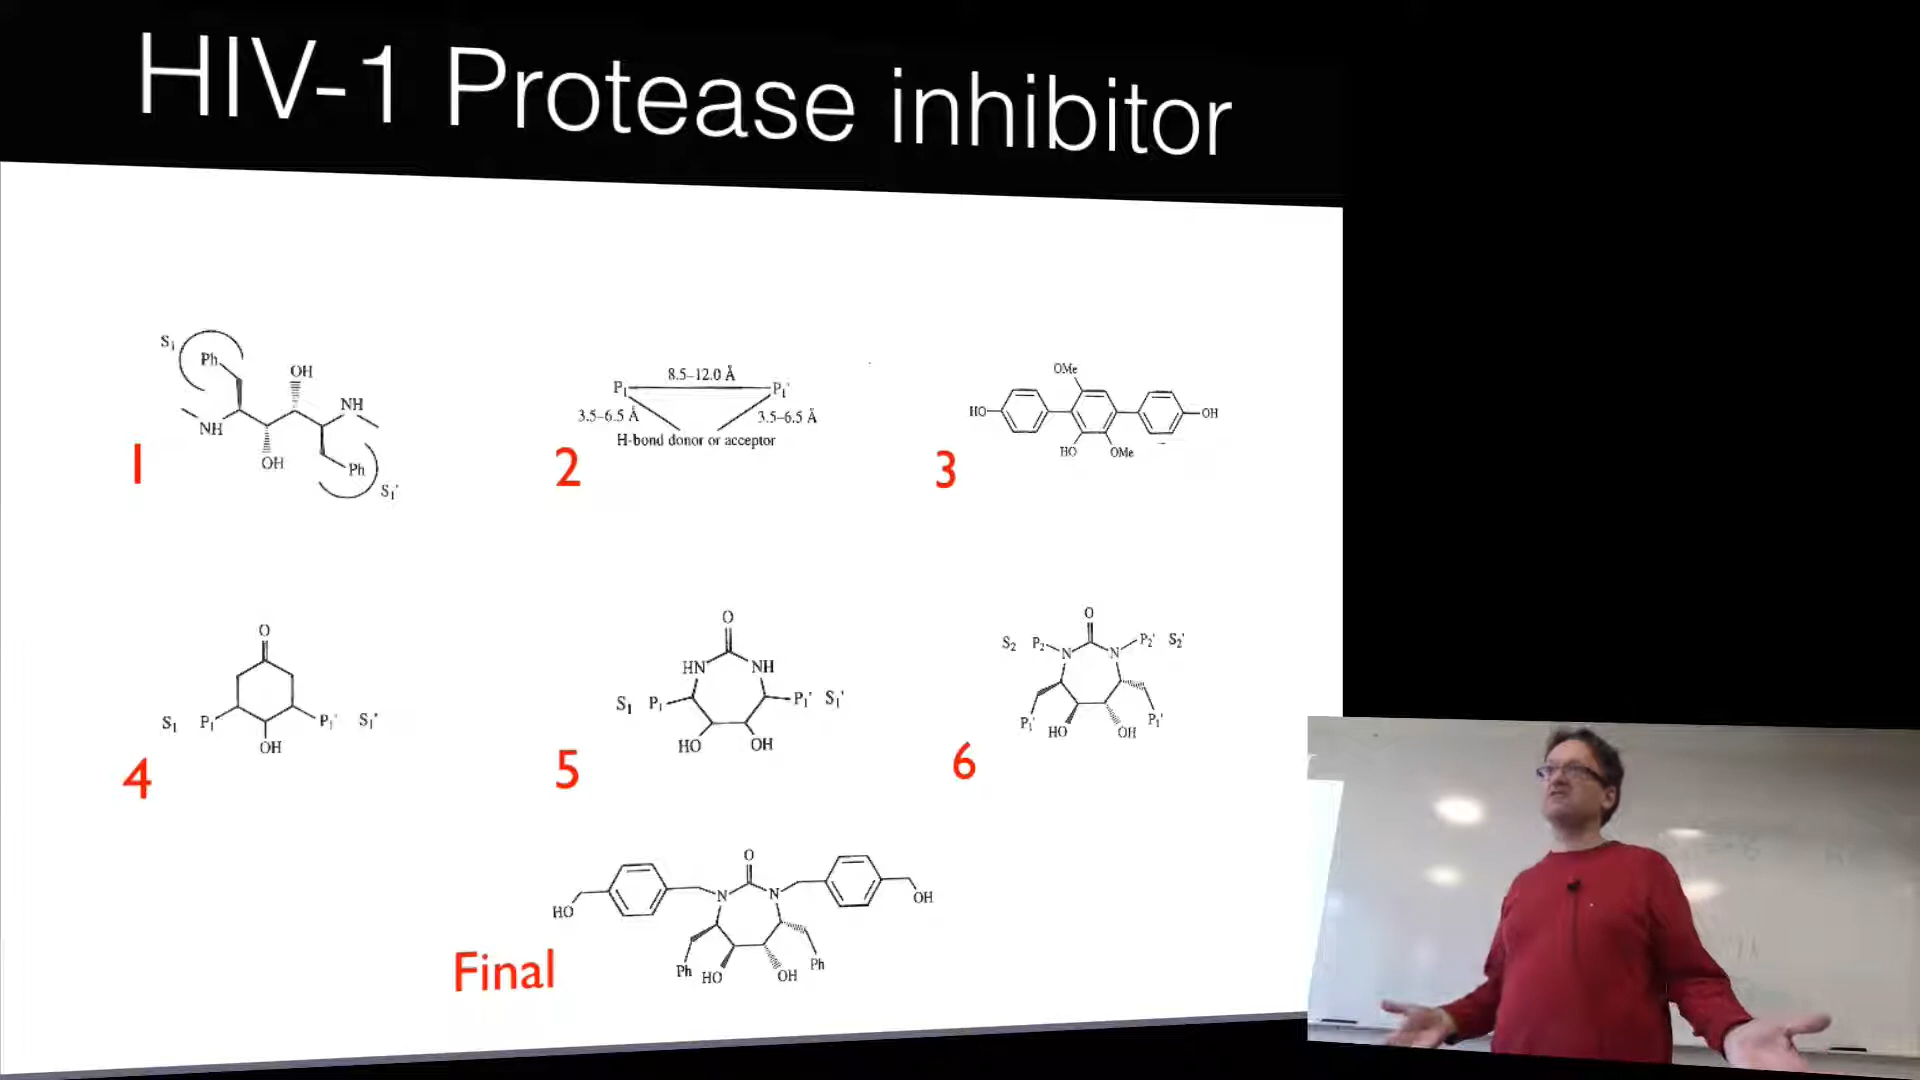 HIV-1 Protease inhibitor
S1
Ph
OH
NH
NH
OH
Ph
S1'
1
8.5–12.0 Å
P1
P1'
3.5–6.5 Å
3.5–6.5 Å
H-bond donor or acceptor
2
OMe
HO
OH
HO
OMe
3
O
S1
P1
P1'
S1'
OH
4
O
HN
NH
S1
P1
P1'
S1'
HO
OH
5
O
S2
P2
P2'
S2'
N
N
P1'
P1'
HO
OH
6
O
HO
N
N
OH
Ph
HO
OH
Ph
Final